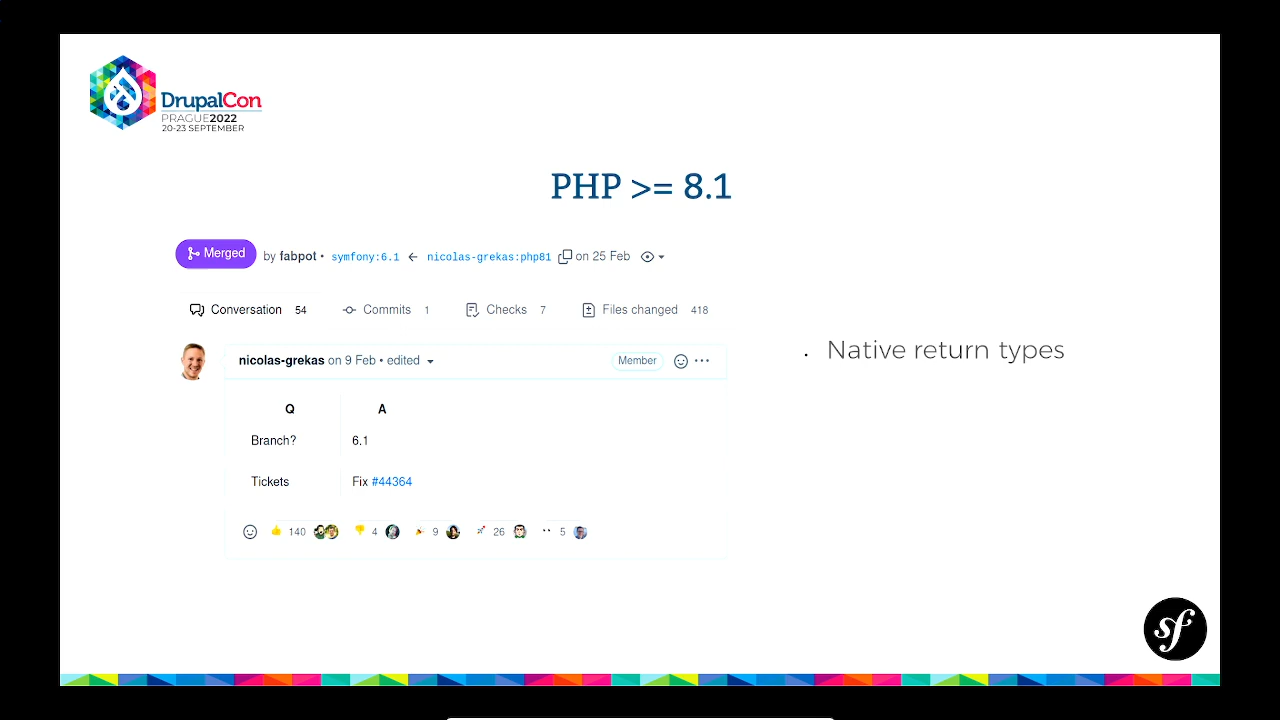 DrupalCon
PRAGUE2022
20-23 SEPTEMBER
PHP >= 8.1
Merged by fabpot • symfony:6.1 ← nicolas-grekas:php81 on 25 Feb
Conversation 54 Commits 1 Checks 7 Files changed 418
nicolas-grekas on 9 Feb • edited Member
Q A
Branch? 6.1
Tickets Fix #44364
140 4 9 26 5
• Native return types
sf